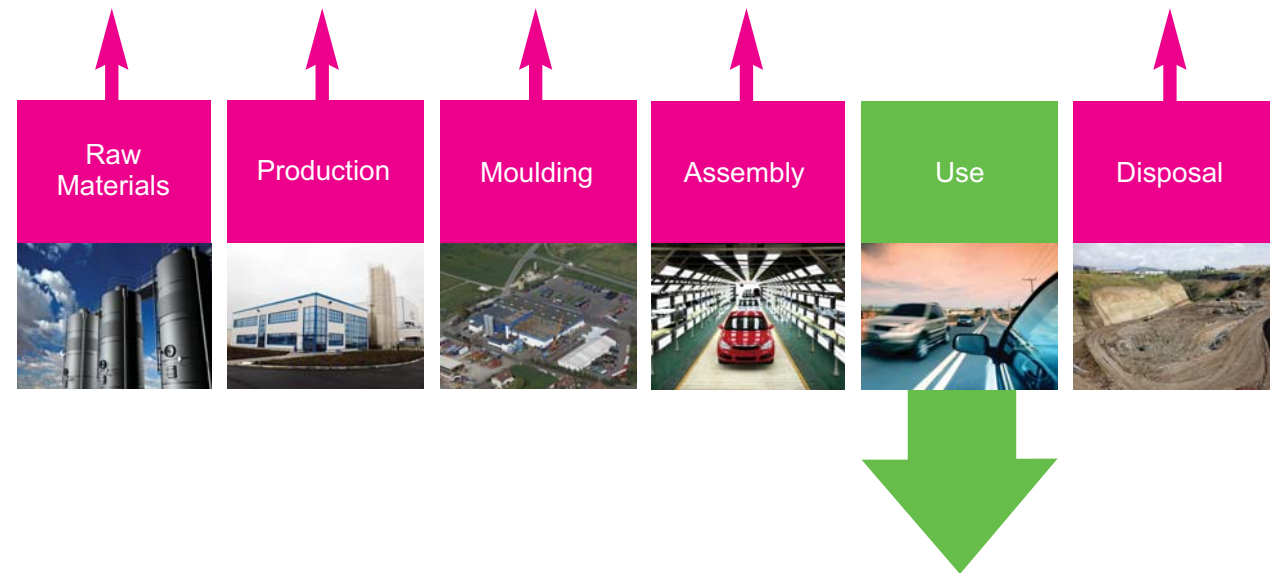 Raw
Materials
Production
Moulding
Assembly
Use
Disposal